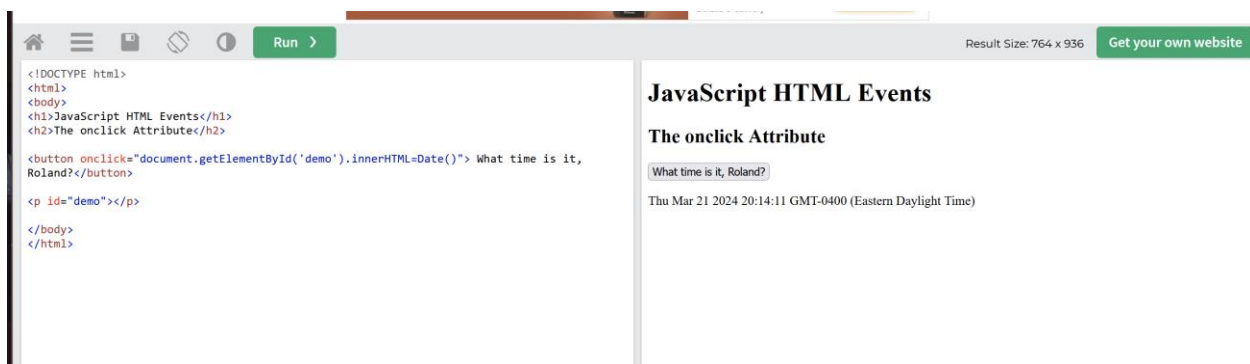 Run ❯
Result Size: 764 x 936
Get your own website
<!DOCTYPE html>
<html>
<body>
<h1>JavaScript HTML Events</h1>
<h2>The onclick Attribute</h2>
<button onclick="document.getElementById('demo').innerHTML=Date()"> What time is it,
Roland?</button>
<p id="demo"></p>
</body>
</html>
JavaScript HTML Events
The onclick Attribute
What time is it, Roland?
Thu Mar 21 2024 20:14:11 GMT-0400 (Eastern Daylight Time)